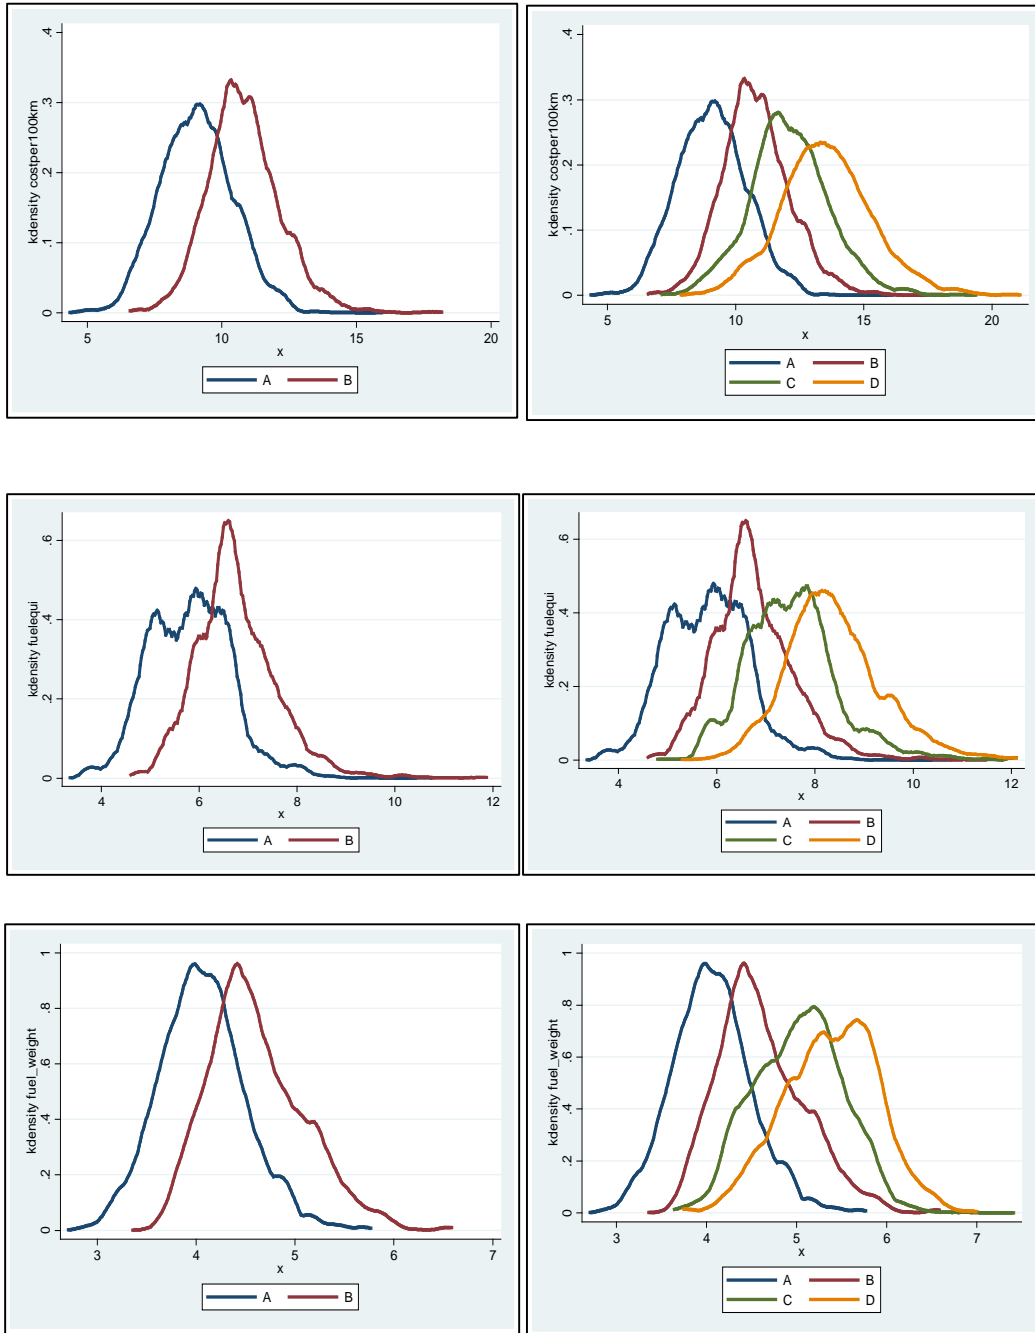 kdensity costper100km
.4
.3
.2
.1
0
5 10 15 20
x
A B
kdensity costper100km
.4
.3
.2
.1
0
5 10 15 20
x
A B
C D
kdensity fuelequi
.6
.4
.2
0
4 6 8 10 12
x
A B
kdensity fuelequi
.6
.4
.2
0
4 6 8 10 12
x
A B
C D
kdensity fuel_weight
1
.8
.6
.4
.2
0
3 4 5 6 7
x
A B
kdensity fuel_weight
1
.8
.6
.4
.2
0
3 4 5 6 7
x
A B
C D